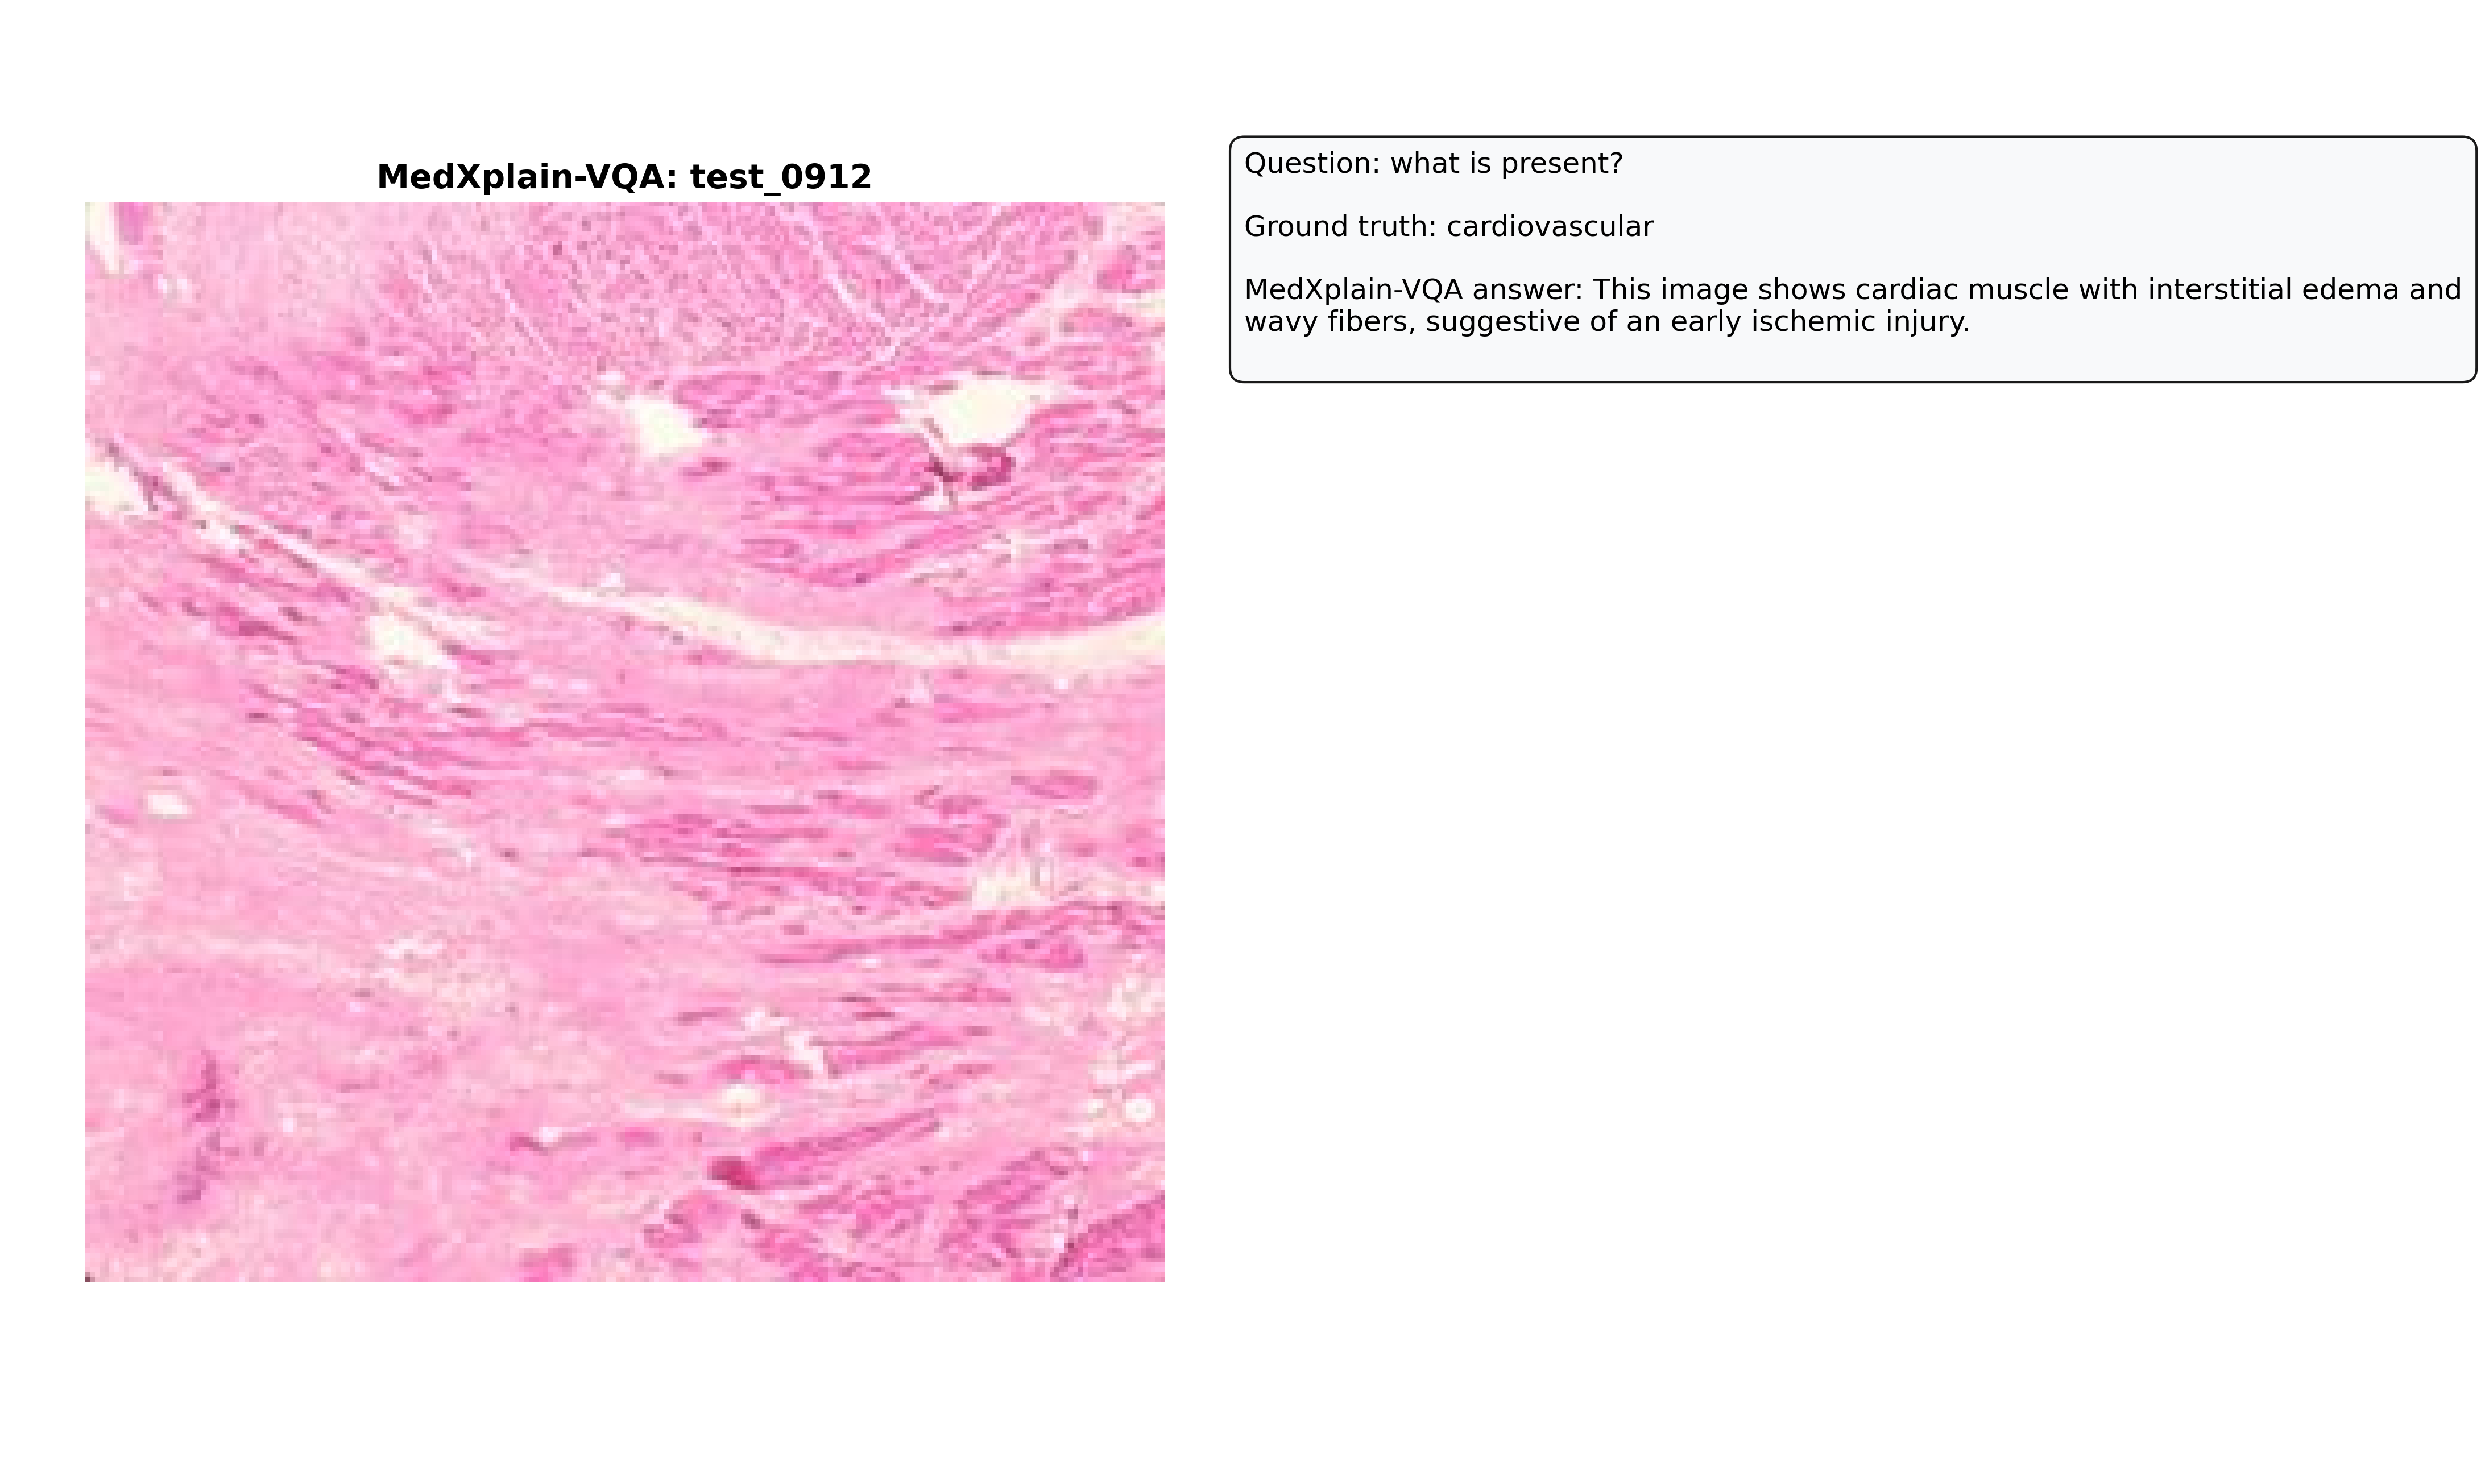 MedXplain-VQA: test_0912
Question: what is present?
Ground truth: cardiovascular
MedXplain-VQA answer: This image shows cardiac muscle with interstitial edema and
wavy fibers, suggestive of an early ischemic injury.